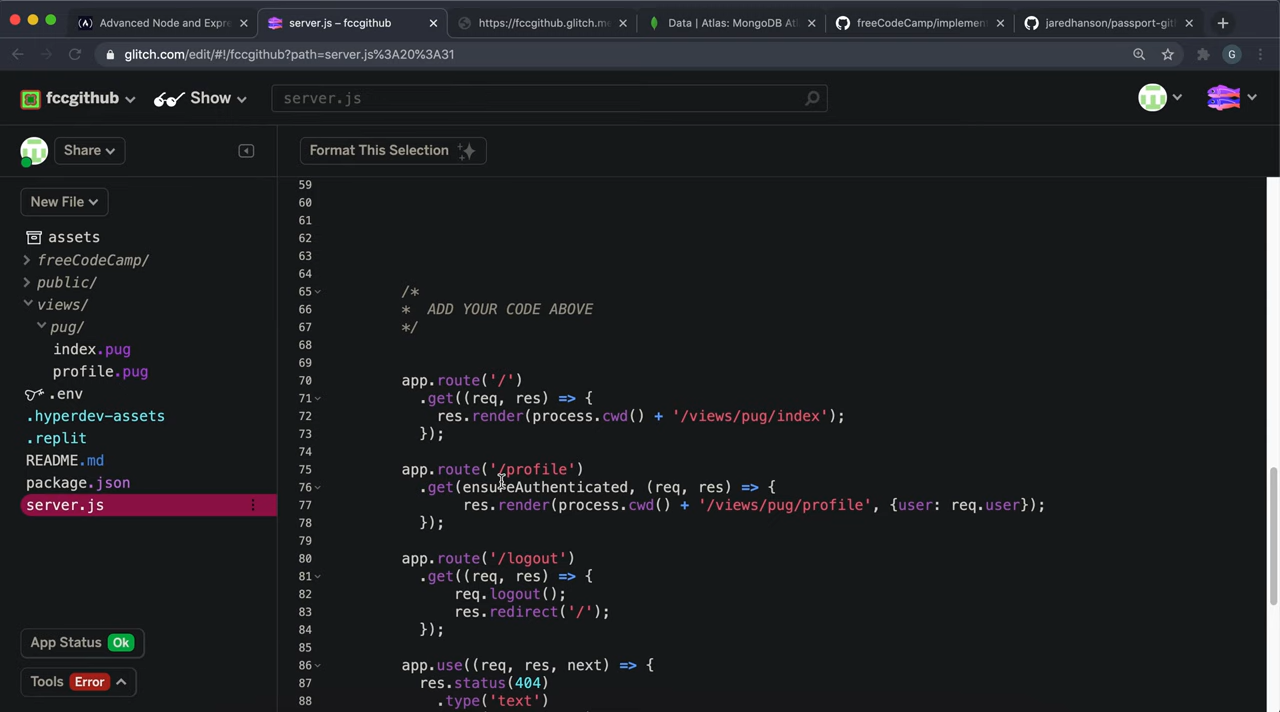 Advanced Node and Expre
server.js – fccgithub
https://fccgithub.glitch.me
Data | Atlas: MongoDB Atl
freeCodeCamp/implement
jaredhanson/passport-git
glitch.com/edit/#!/fccgithub?path=server.js%3A20%3A31
G
fccgithub
Show
server.js
Share
Format This Selection
New File
assets
freeCodeCamp/
public/
views/
pug/
index.pug
profile.pug
.env
.hyperdev-assets
.replit
README.md
package.json
server.js
App Status Ok
Tools Error
59
60
61
62
63
64
65 /*
66 * ADD YOUR CODE ABOVE
67 */
68
69
70 app.route('/')
71 .get((req, res) => {
72 res.render(process.cwd() + '/views/pug/index');
73 });
74
75 app.route('/profile')
76 .get(ensureAuthenticated, (req, res) => {
77 res.render(process.cwd() + '/views/pug/profile', {user: req.user});
78 });
79
80 app.route('/logout')
81 .get((req, res) => {
82 req.logout();
83 res.redirect('/');
84 });
85
86 app.use((req, res, next) => {
87 res.status(404)
88 .type('text')